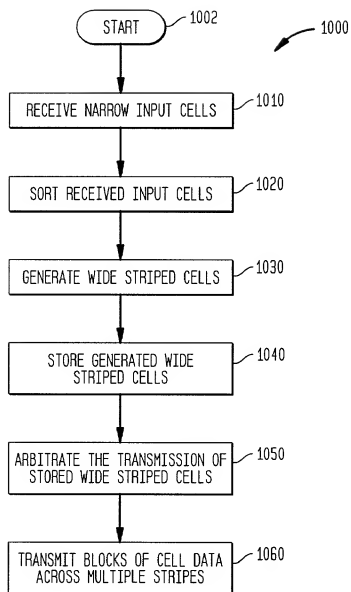 START
1002
1000
RECEIVE NARROW INPUT CELLS
1010
SORT RECEIVED INPUT CELLS
1020
GENERATE WIDE STRIPED CELLS
1030
STORE GENERATED WIDE
STRIPED CELLS
1040
ARBITRATE THE TRANSMISSION OF
STORED WIDE STRIPED CELLS
1050
TRANSMIT BLOCKS OF CELL DATA
ACROSS MULTIPLE STRIPES
1060